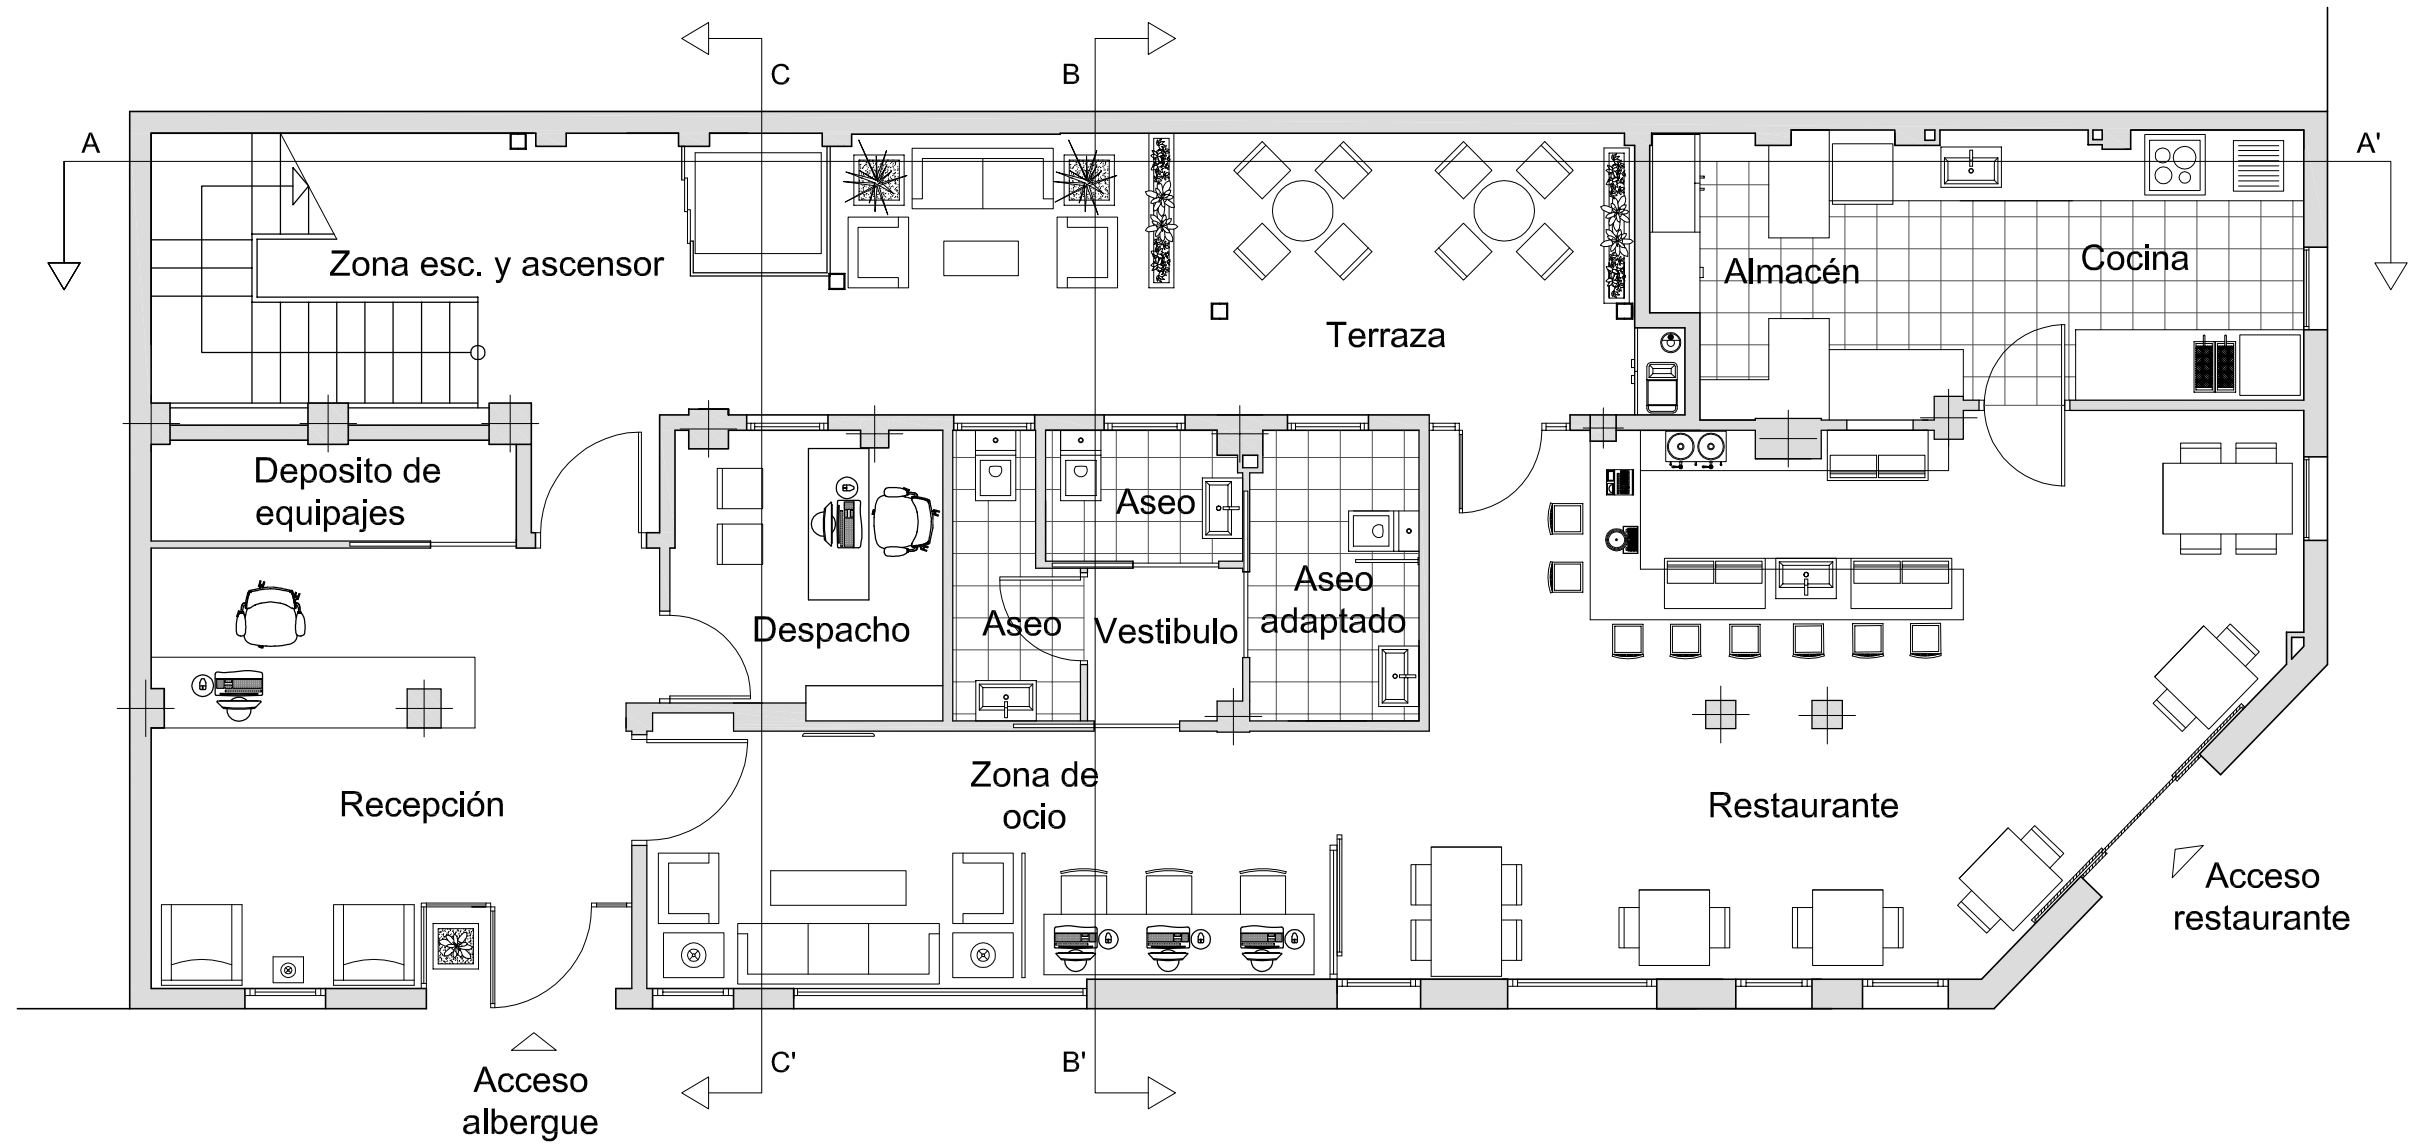 C
B
A
A'
Zona esc. y ascensor
Almacén
Cocina
Terraza
Deposito de
equipajes
Aseo
Aseo
adaptado
Despacho
Aseo
Vestibulo
Zona de
ocio
Recepción
Restaurante
Acceso
restaurante
C'
B'
Acceso
albergue